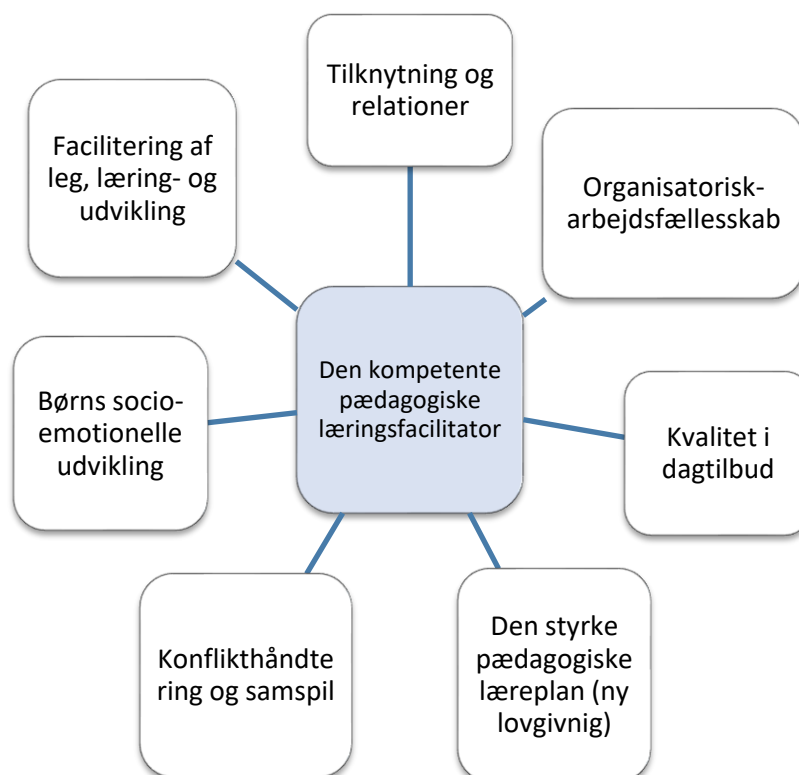 Tilknytning og
relationer
Organisatorisk-
arbejdsfællesskab
Kvalitet i
dagtilbud
Den styrke
pædagogiske
læreplan (ny
lovgivnig)
Konflikthåndte
ring og samspil
Børns socio-
emotionelle
udvikling
Facilitering af
leg, læring- og
udvikling
Den kompetente
pædagogiske
læringsfacilitator